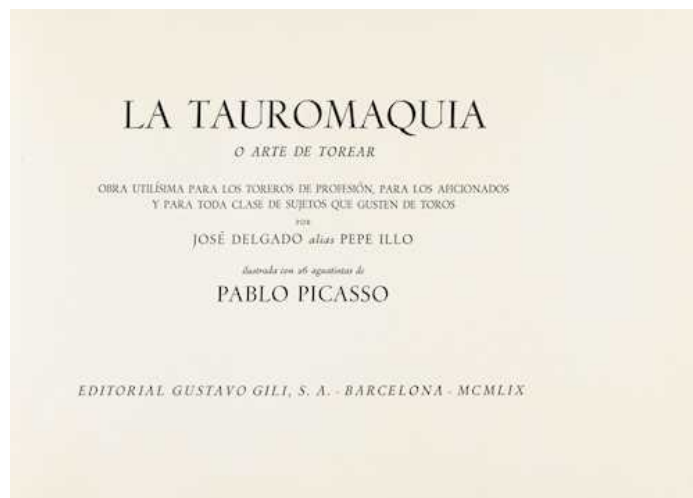 LA TAUROMAQUIA
O ARTE DE TOREAR
OBRA UTILÍSIMA PARA LOS TOREROS DE PROFESIÓN, PARA LOS AFICIONADOS
Y PARA TODA CLASE DE SUJETOS QUE GUSTEN DE TOROS
POR
JOSÉ DELGADO alias PEPE ILLO
ilustrada con 26 aguatintas de
PABLO PICASSO
EDITORIAL GUSTAVO GILI, S. A. - BARCELONA - MCMLIX